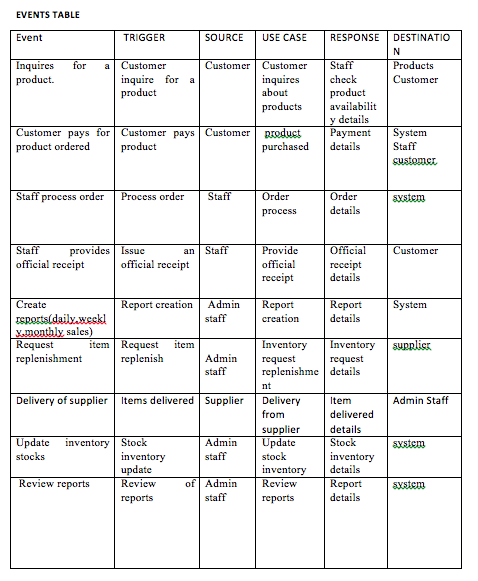 EVENTS TABLE
Event TRIGGER SOURCE USE CASE RESPONSE DESTINATIO
N
Inquires for a Customer Customer Customer Staff Products
product. inquire for a inquires check Customer
product about product
products availabilit
y details
Customer pays for Customer pays Customer product Payment System
product ordered product purchased details Staff
customer
Staff process order Process order Staff Order Order system
process details
Staff provides Issue an Staff Provide Official Customer
official receipt official receipt official receipt
receipt details
Create Report creation Admin Report Report System
reports(daily,weekl staff creation details
y,monthly sales)
Request item Request item Inventory Inventory supplier
replenishment replenish Admin request request
staff replenishme details
nt
Delivery of supplier Items delivered Supplier Delivery Item Admin Staff
from delivered
supplier details
Update inventory Stock Admin Update Stock system
stocks inventory staff stock inventory
update inventory details
Review reports Review of Admin Review Report system
reports staff reports details